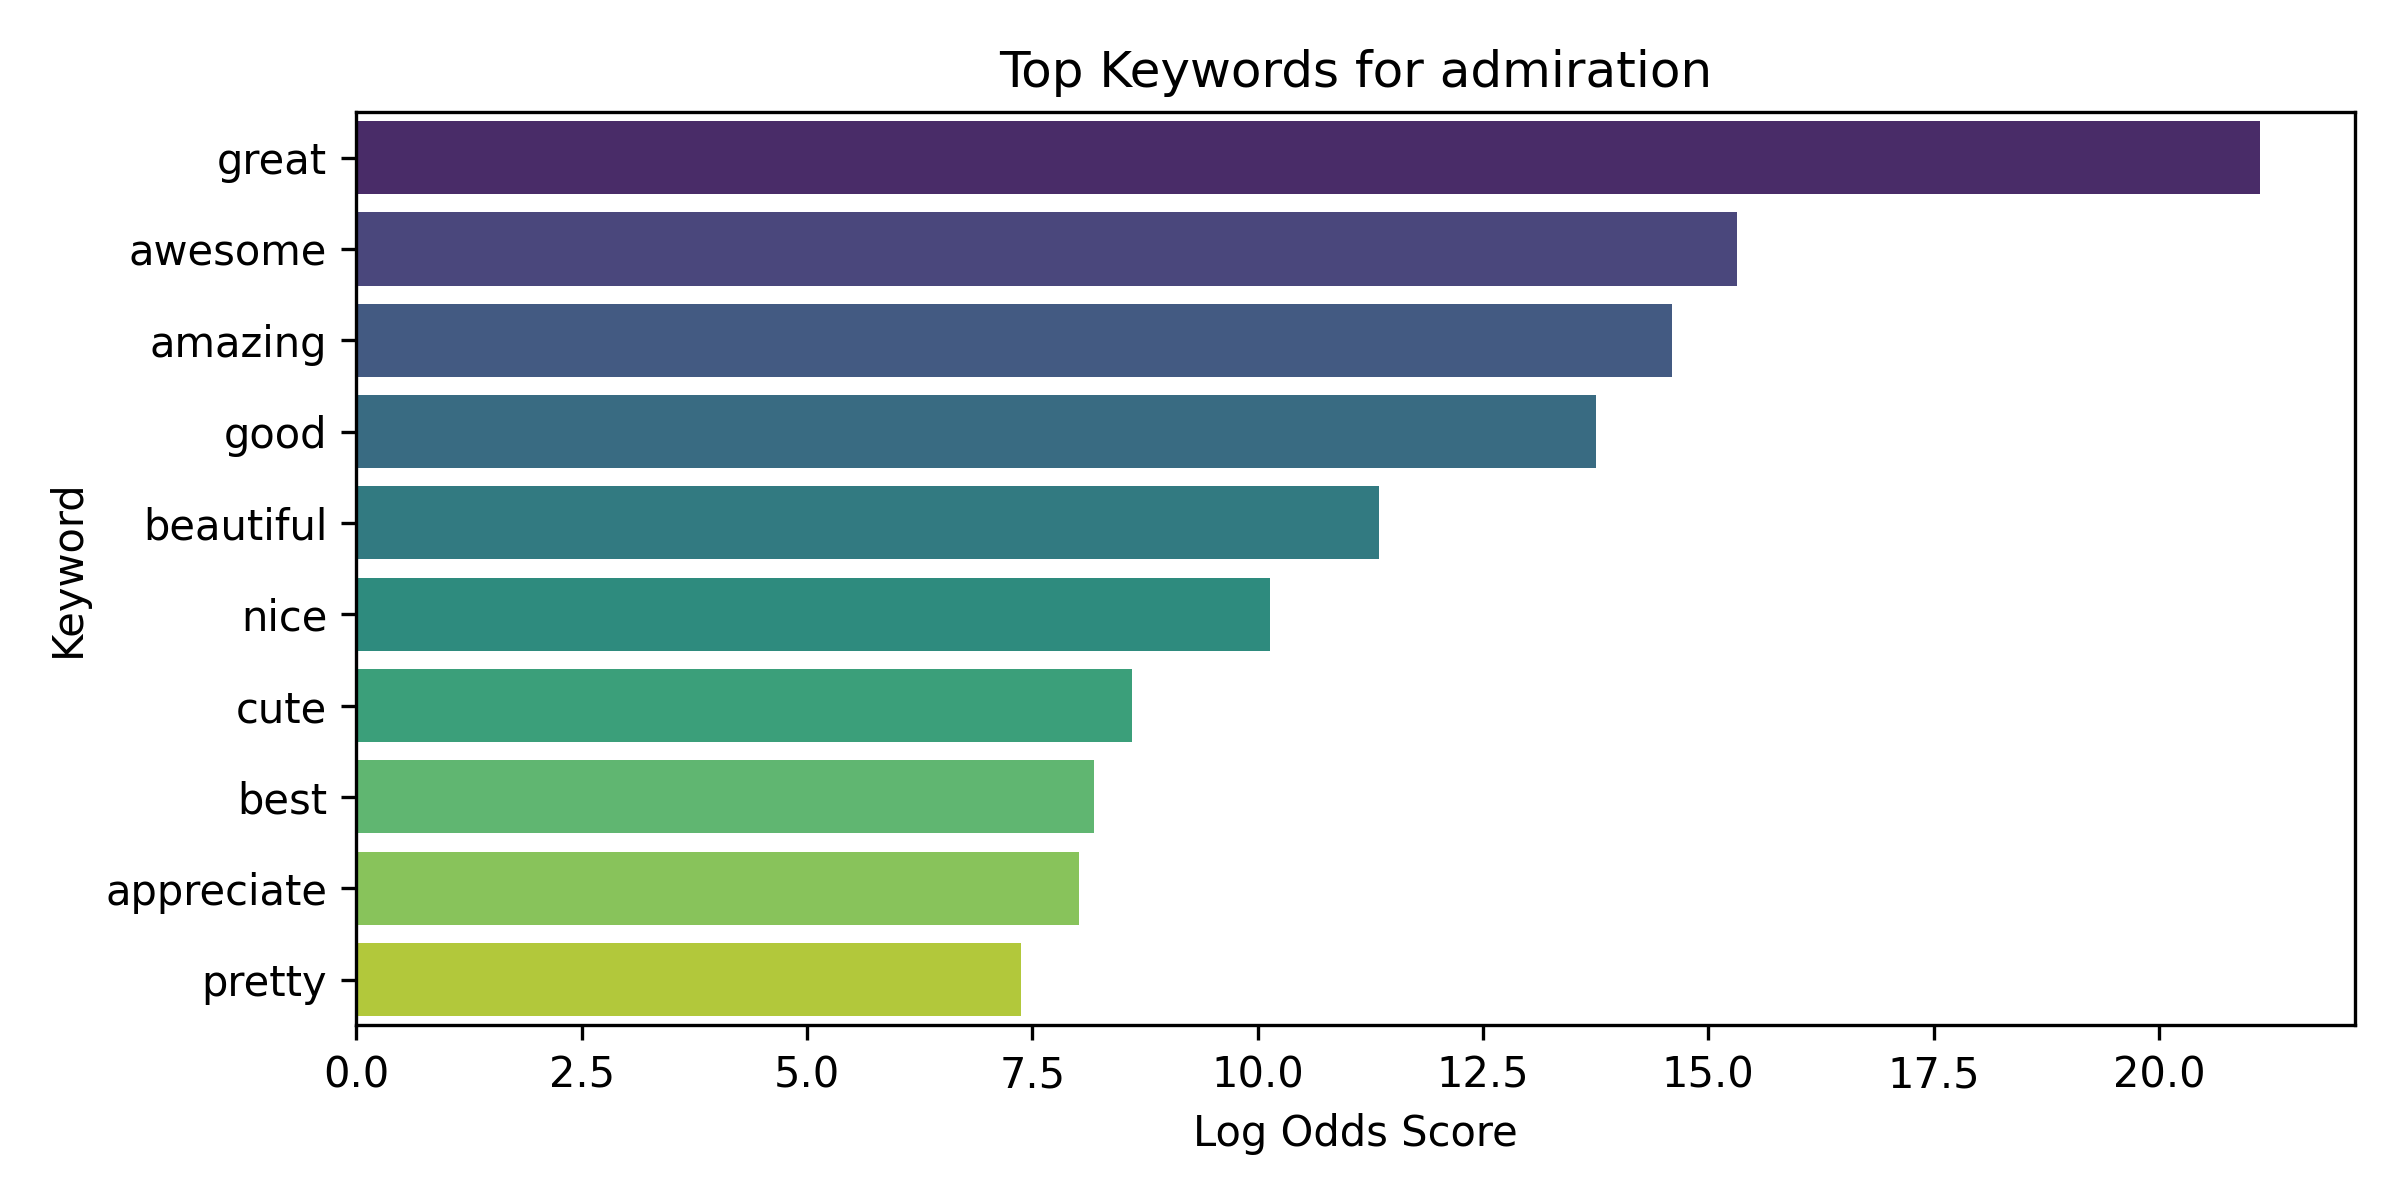 Top Keywords for admiration
Keyword
great
awesome
amazing
good
beautiful
nice
cute
best
appreciate
pretty
0.0 2.5 5.0 7.5 10.0 12.5 15.0 17.5 20.0
Log Odds Score